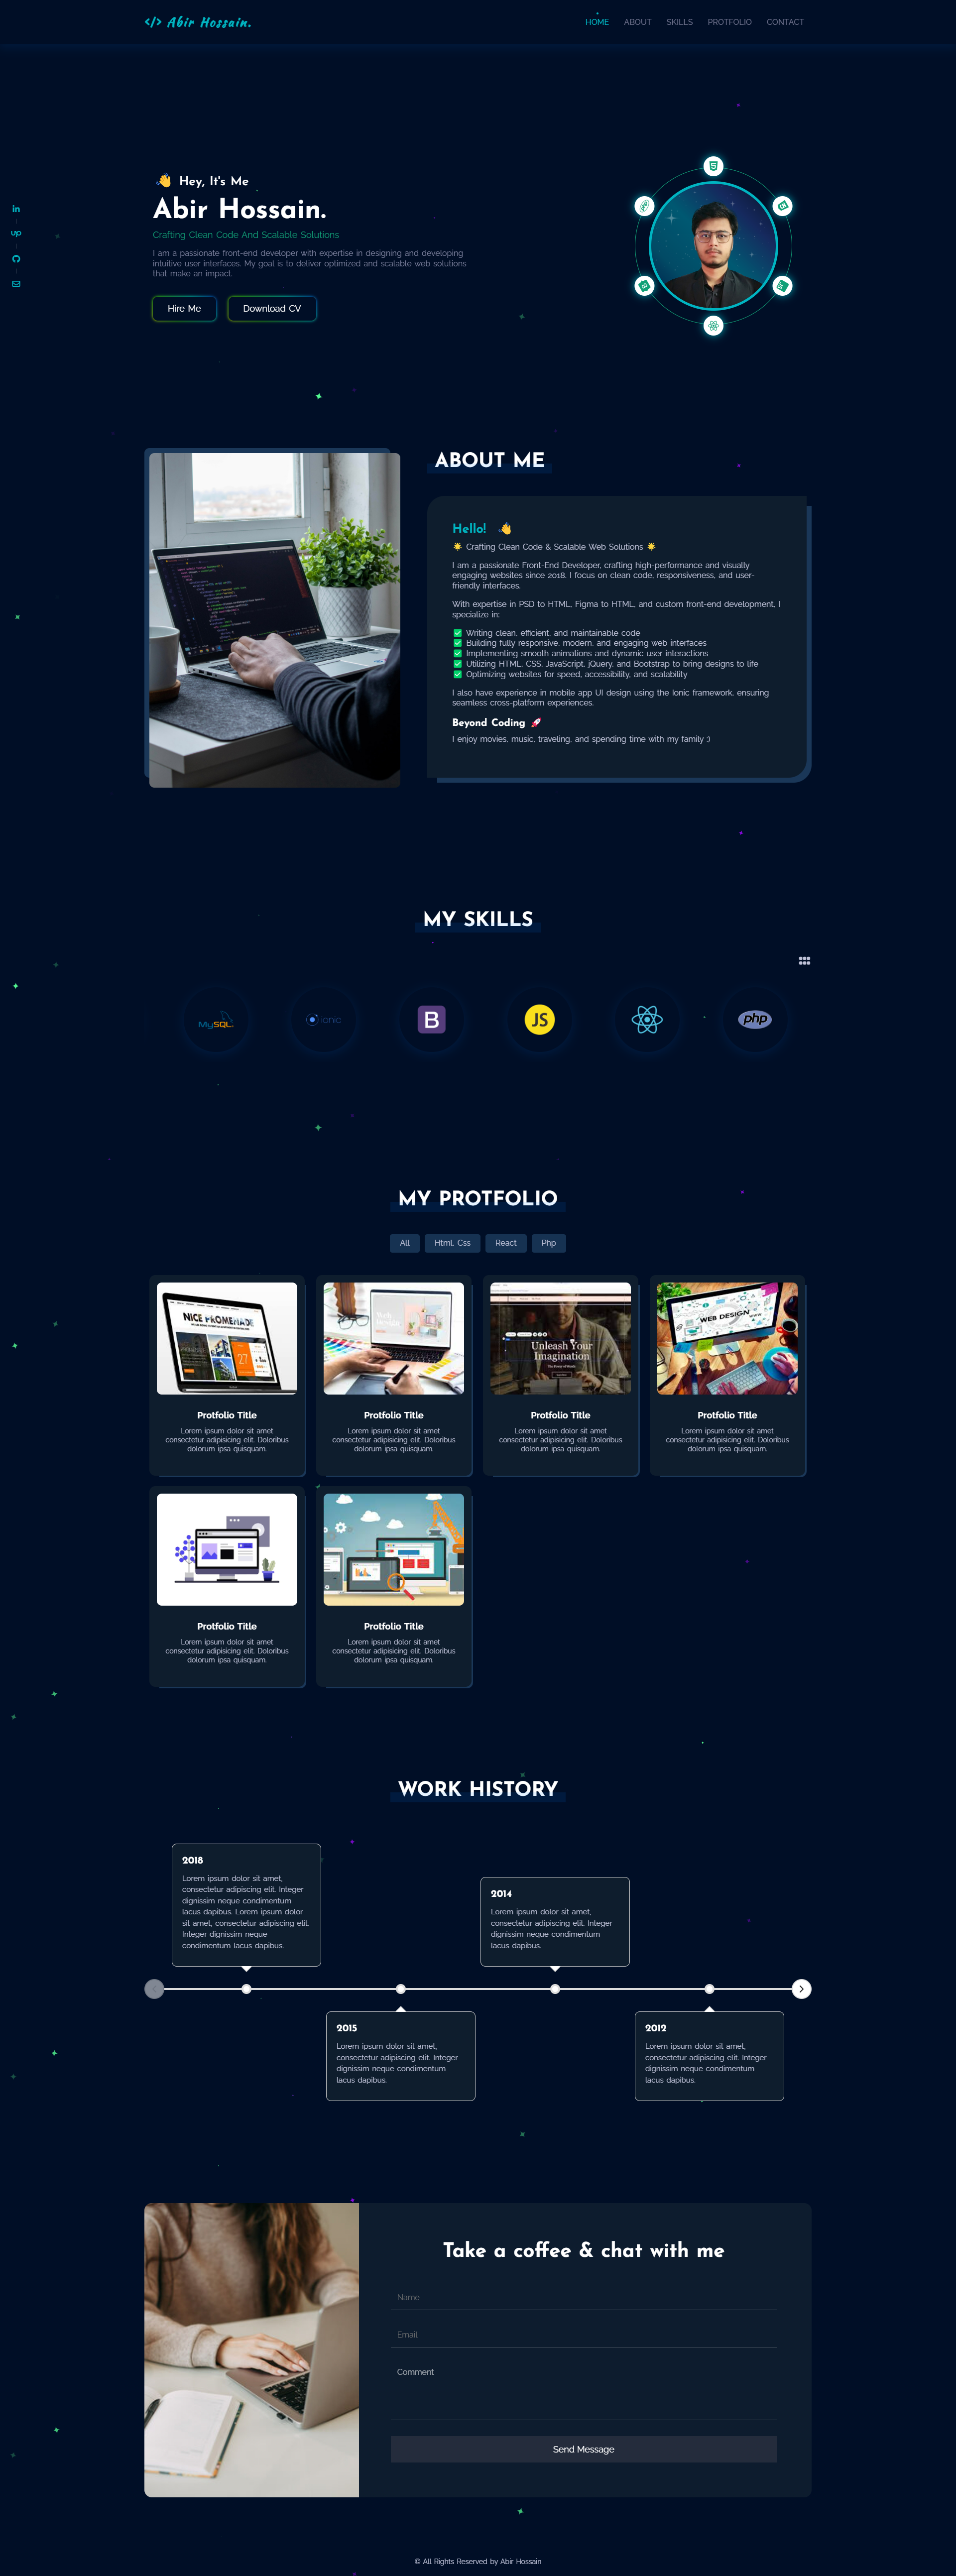 </> Abir Hossain.
HOME ABOUT SKILLS PROTFOLIO CONTACT
👋 Hey, It's Me
Abir Hossain.
Crafting Clean Code And Scalable Solutions
I am a passionate front-end developer with expertise in designing and developing
intuitive user interfaces. My goal is to deliver optimized and scalable web solutions
that make an impact.
Hire Me Download CV
ABOUT ME
Hello! 👋
🌟 Crafting Clean Code & Scalable Web Solutions 🌟
I am a passionate Front-End Developer, crafting high-performance and visually
engaging websites since 2018. I focus on clean code, responsiveness, and user-
friendly interfaces.
With expertise in PSD to HTML, Figma to HTML, and custom front-end development, I
specialize in:
✅ Writing clean, efficient, and maintainable code
✅ Building fully responsive, modern, and engaging web interfaces
✅ Implementing smooth animations and dynamic user interactions
✅ Utilizing HTML, CSS, JavaScript, jQuery, and Bootstrap to bring designs to life
✅ Optimizing websites for speed, accessibility, and scalability
I also have experience in mobile app UI design using the Ionic framework, ensuring
seamless cross-platform experiences.
Beyond Coding 🚀
I enjoy movies, music, traveling, and spending time with my family :)
MY SKILLS
MySQL. ionic B JS php
MY PROTFOLIO
All Html, Css React Php
NICE PROMENADE
27
Unleash Your
Imagination
WEB DESIGN
Protfolio Title
Lorem ipsum dolor sit amet
consectetur adipisicing elit. Doloribus
dolorum ipsa quisquam.
Protfolio Title
Lorem ipsum dolor sit amet
consectetur adipisicing elit. Doloribus
dolorum ipsa quisquam.
Protfolio Title
Lorem ipsum dolor sit amet
consectetur adipisicing elit. Doloribus
dolorum ipsa quisquam.
Protfolio Title
Lorem ipsum dolor sit amet
consectetur adipisicing elit. Doloribus
dolorum ipsa quisquam.
Protfolio Title
Lorem ipsum dolor sit amet
consectetur adipisicing elit. Doloribus
dolorum ipsa quisquam.
Protfolio Title
Lorem ipsum dolor sit amet
consectetur adipisicing elit. Doloribus
dolorum ipsa quisquam.
WORK HISTORY
2018
Lorem ipsum dolor sit amet,
consectetur adipiscing elit. Integer
dignissim neque condimentum
lacus dapibus. Lorem ipsum dolor
sit amet, consectetur adipiscing elit.
Integer dignissim neque
condimentum lacus dapibus.
2014
Lorem ipsum dolor sit amet,
consectetur adipiscing elit. Integer
dignissim neque condimentum
lacus dapibus.
2015
Lorem ipsum dolor sit amet,
consectetur adipiscing elit. Integer
dignissim neque condimentum
lacus dapibus.
2012
Lorem ipsum dolor sit amet,
consectetur adipiscing elit. Integer
dignissim neque condimentum
lacus dapibus.
Take a coffee & chat with me
Name
Email
Comment
Send Message
© All Rights Reserved by Abir Hossain